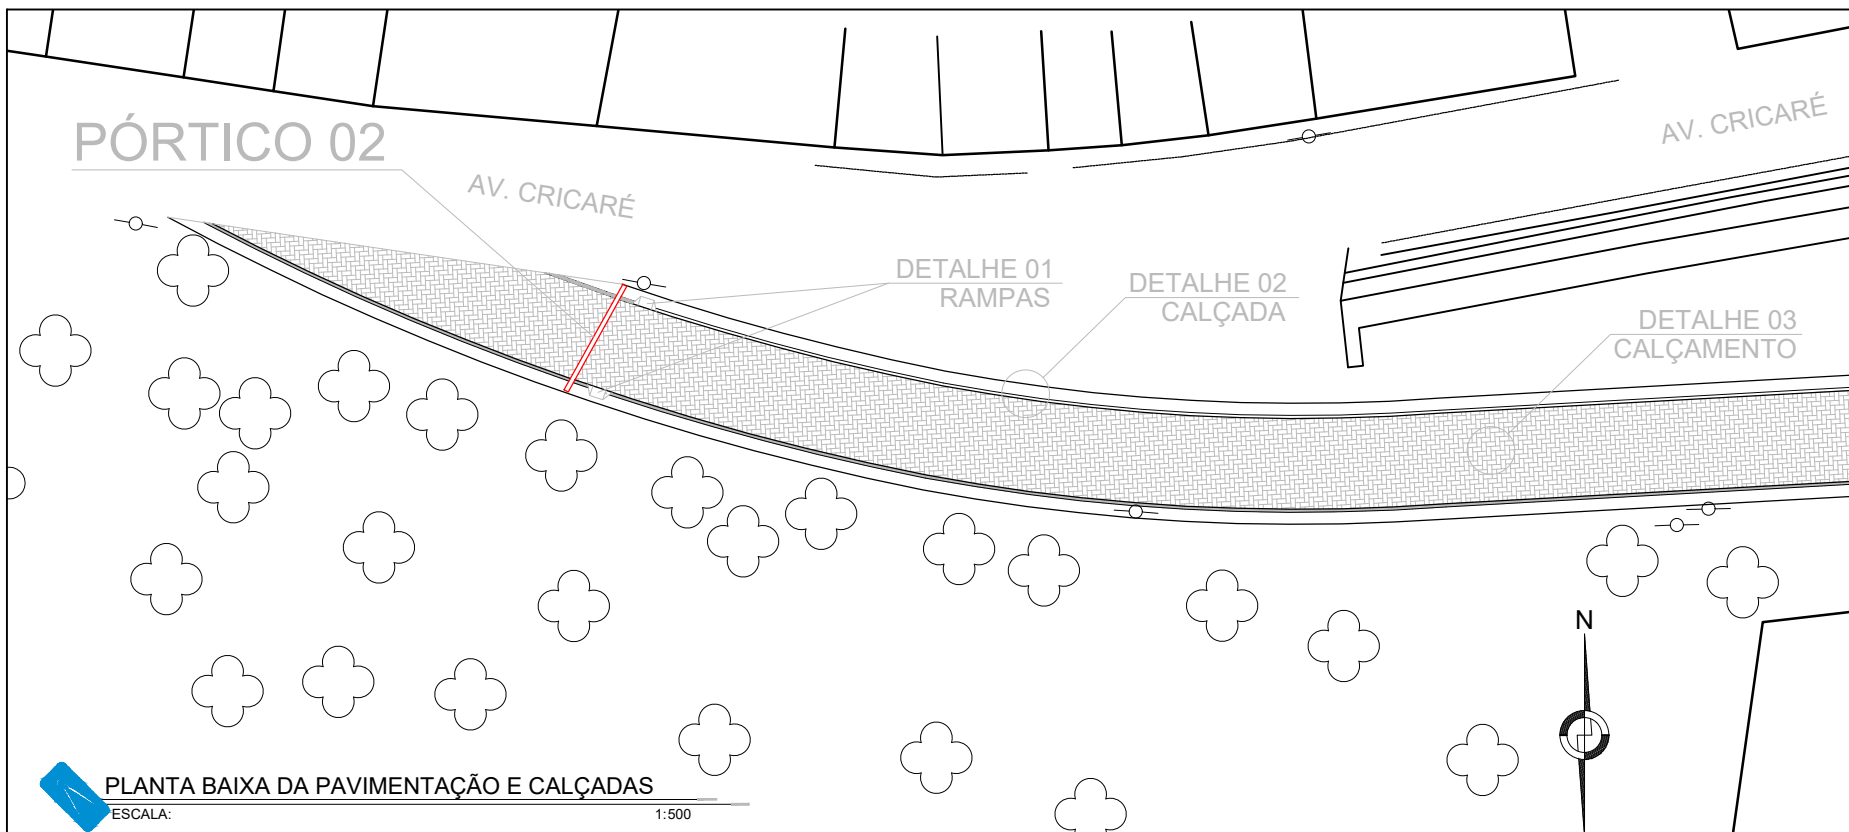 PÓRTICO 02
AV. CRICARÉ
AV. CRICARÉ
DETALHE 01
RAMPAS
DETALHE 02
CALÇADA
DETALHE 03
CALÇAMENTO
N
PLANTA BAIXA DA PAVIMENTAÇÃO E CALÇADAS
ESCALA: 1:500